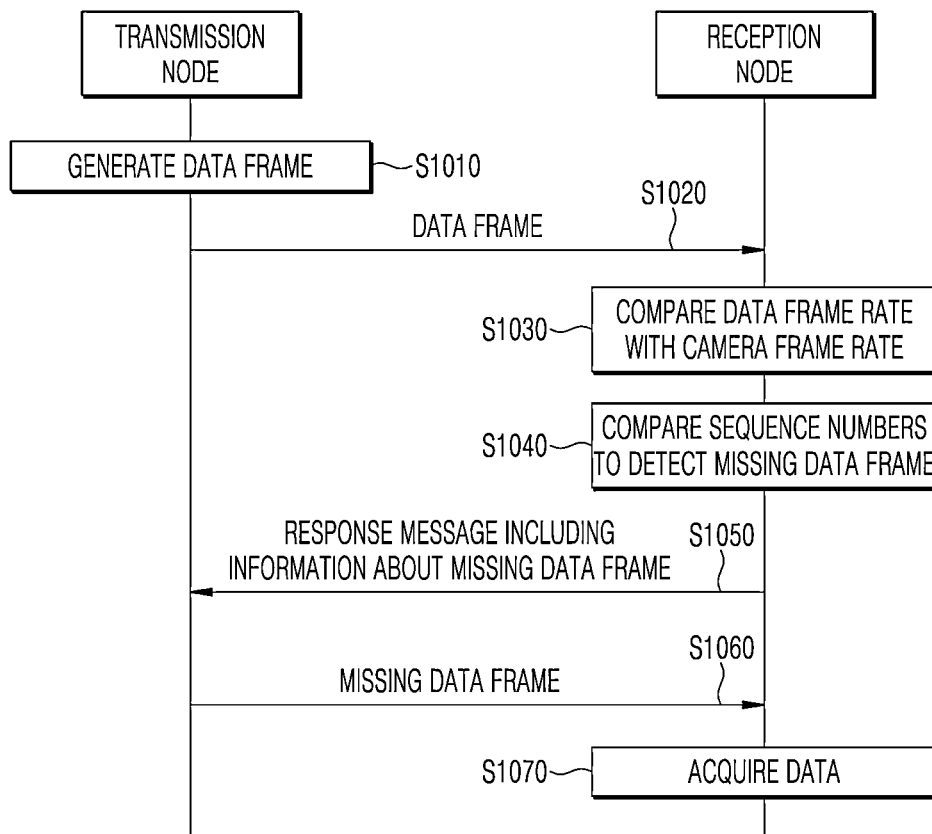 TRANSMISSION
NODE
RECEPTION
NODE
GENERATE DATA FRAME
S1010
S1020
DATA FRAME
S1030
COMPARE DATA FRAME RATE
WITH CAMERA FRAME RATE
S1040
COMPARE SEQUENCE NUMBERS
TO DETECT MISSING DATA FRAME
RESPONSE MESSAGE INCLUDING
INFORMATION ABOUT MISSING DATA FRAME
S1050
S1060
MISSING DATA FRAME
S1070
ACQUIRE DATA